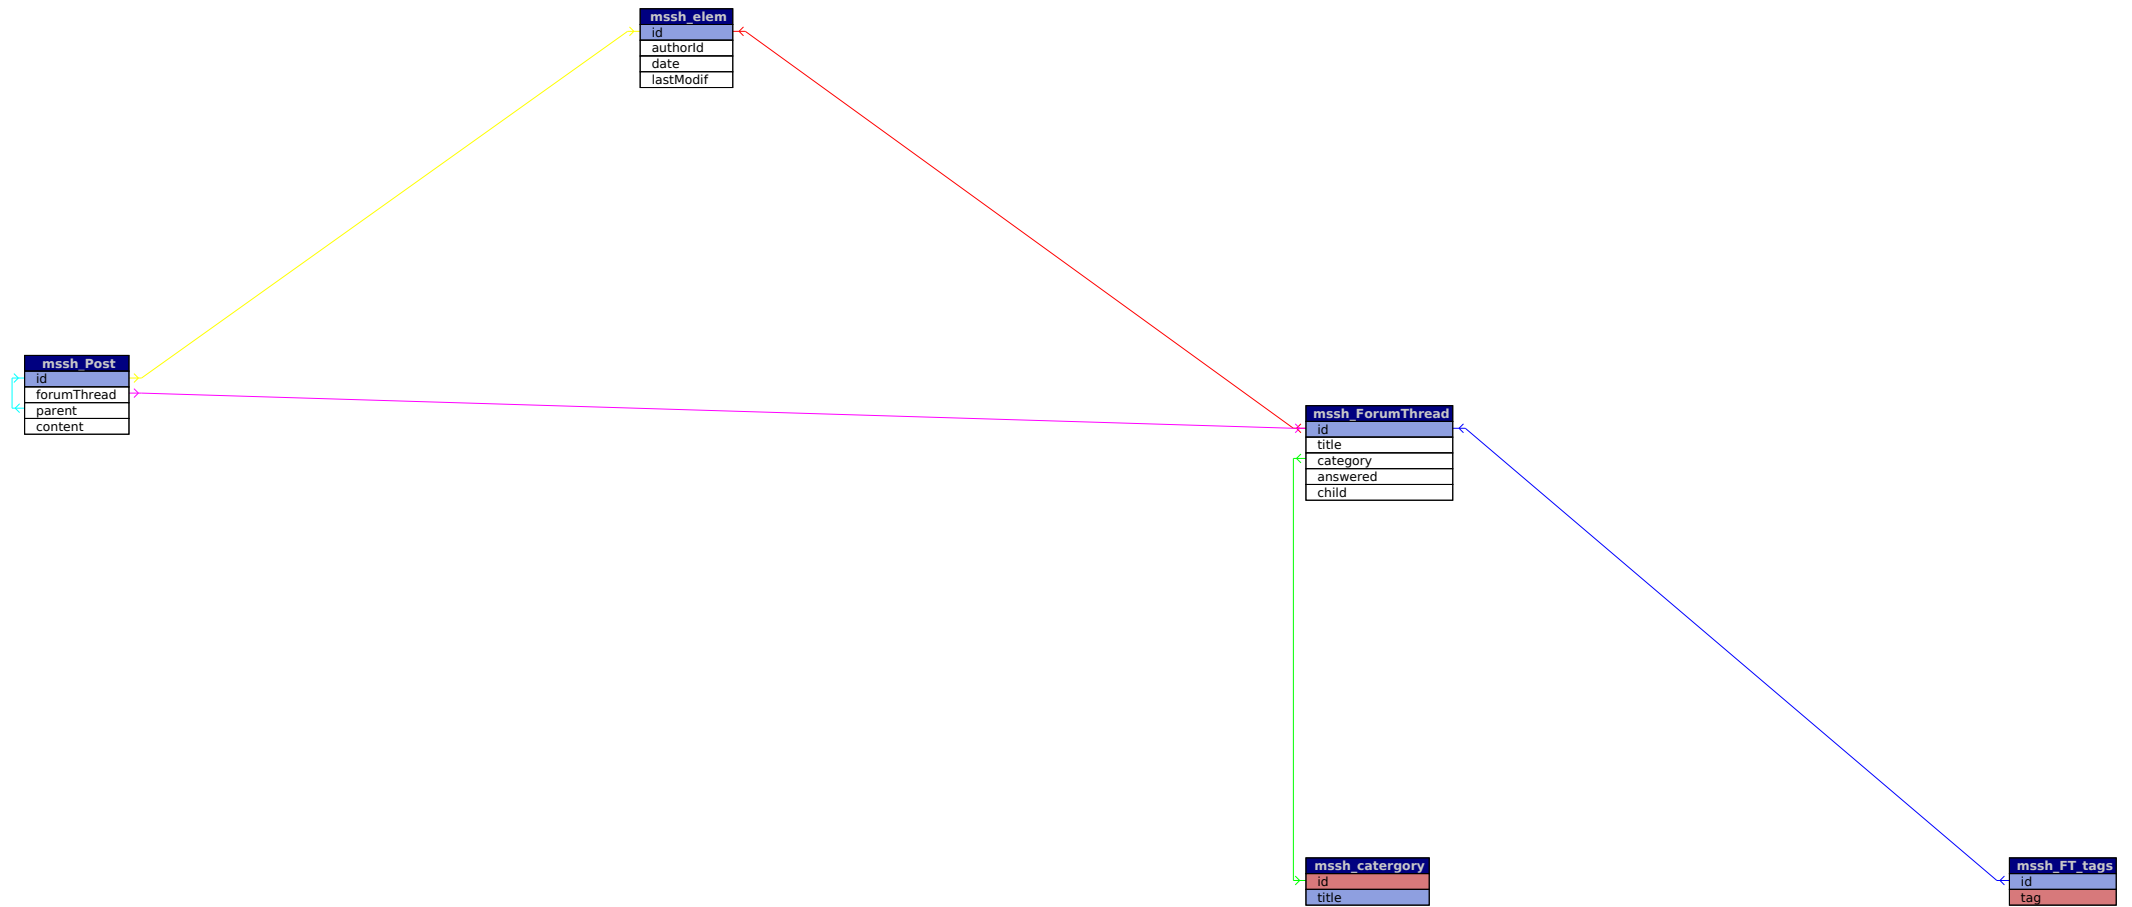 mssh_elem
id
authorId
date
lastModif
mssh_Post
id
forumThread
parent
content
mssh_ForumThread
id
title
category
answered
child
mssh_catergory
id
title
mssh_FT_tags
id
tag